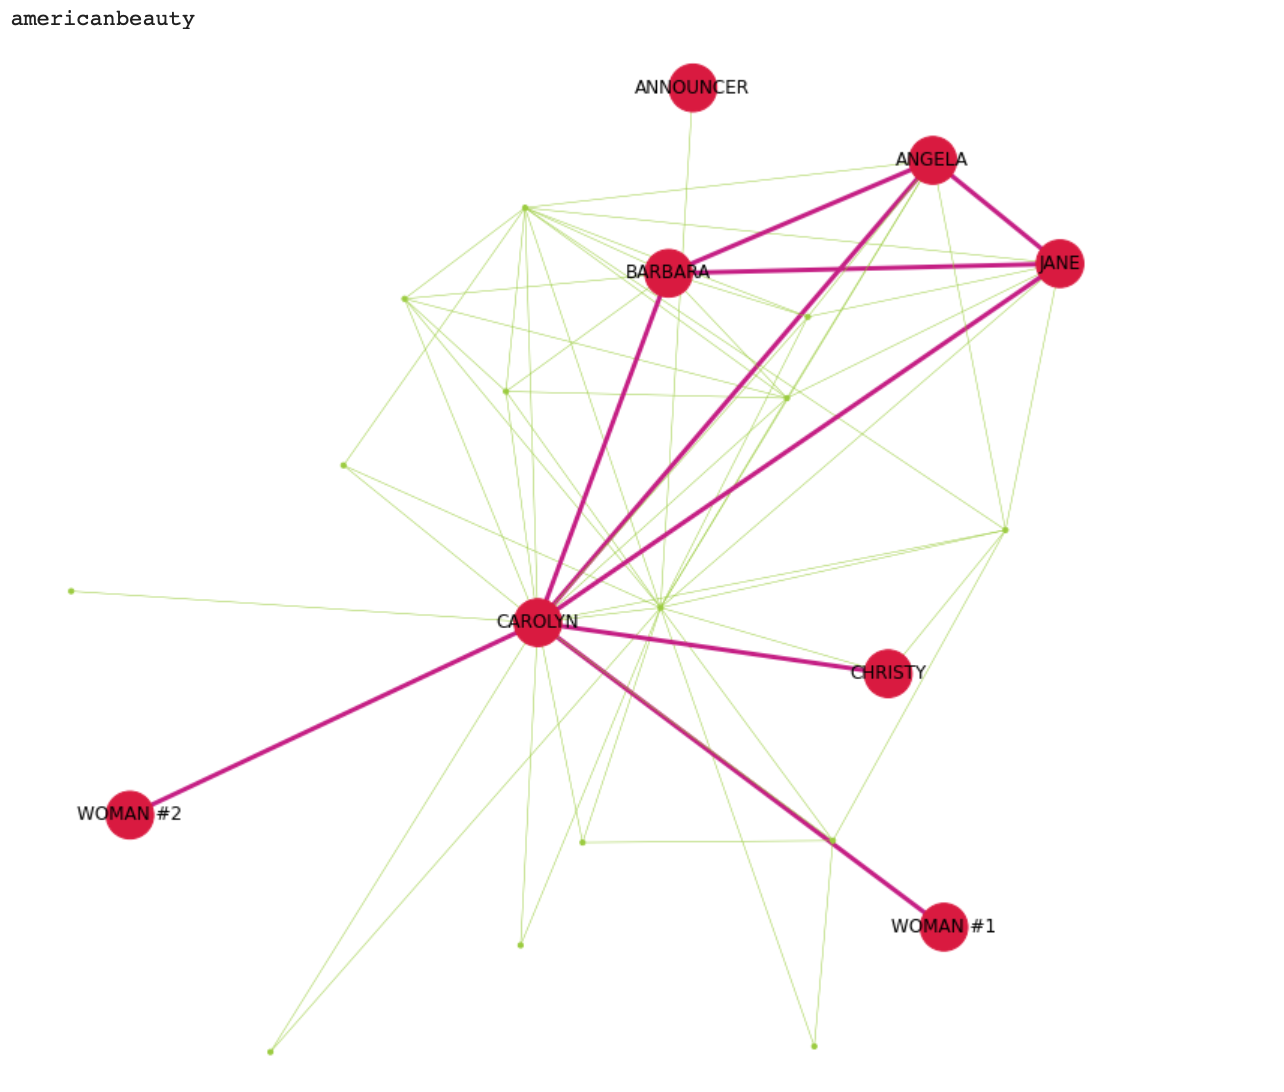 americanbeauty
ANNOUNCER
ANGELA
JANE
BARBARA
CAROLYN
CHRISTY
WOMAN #2
WOMAN #1